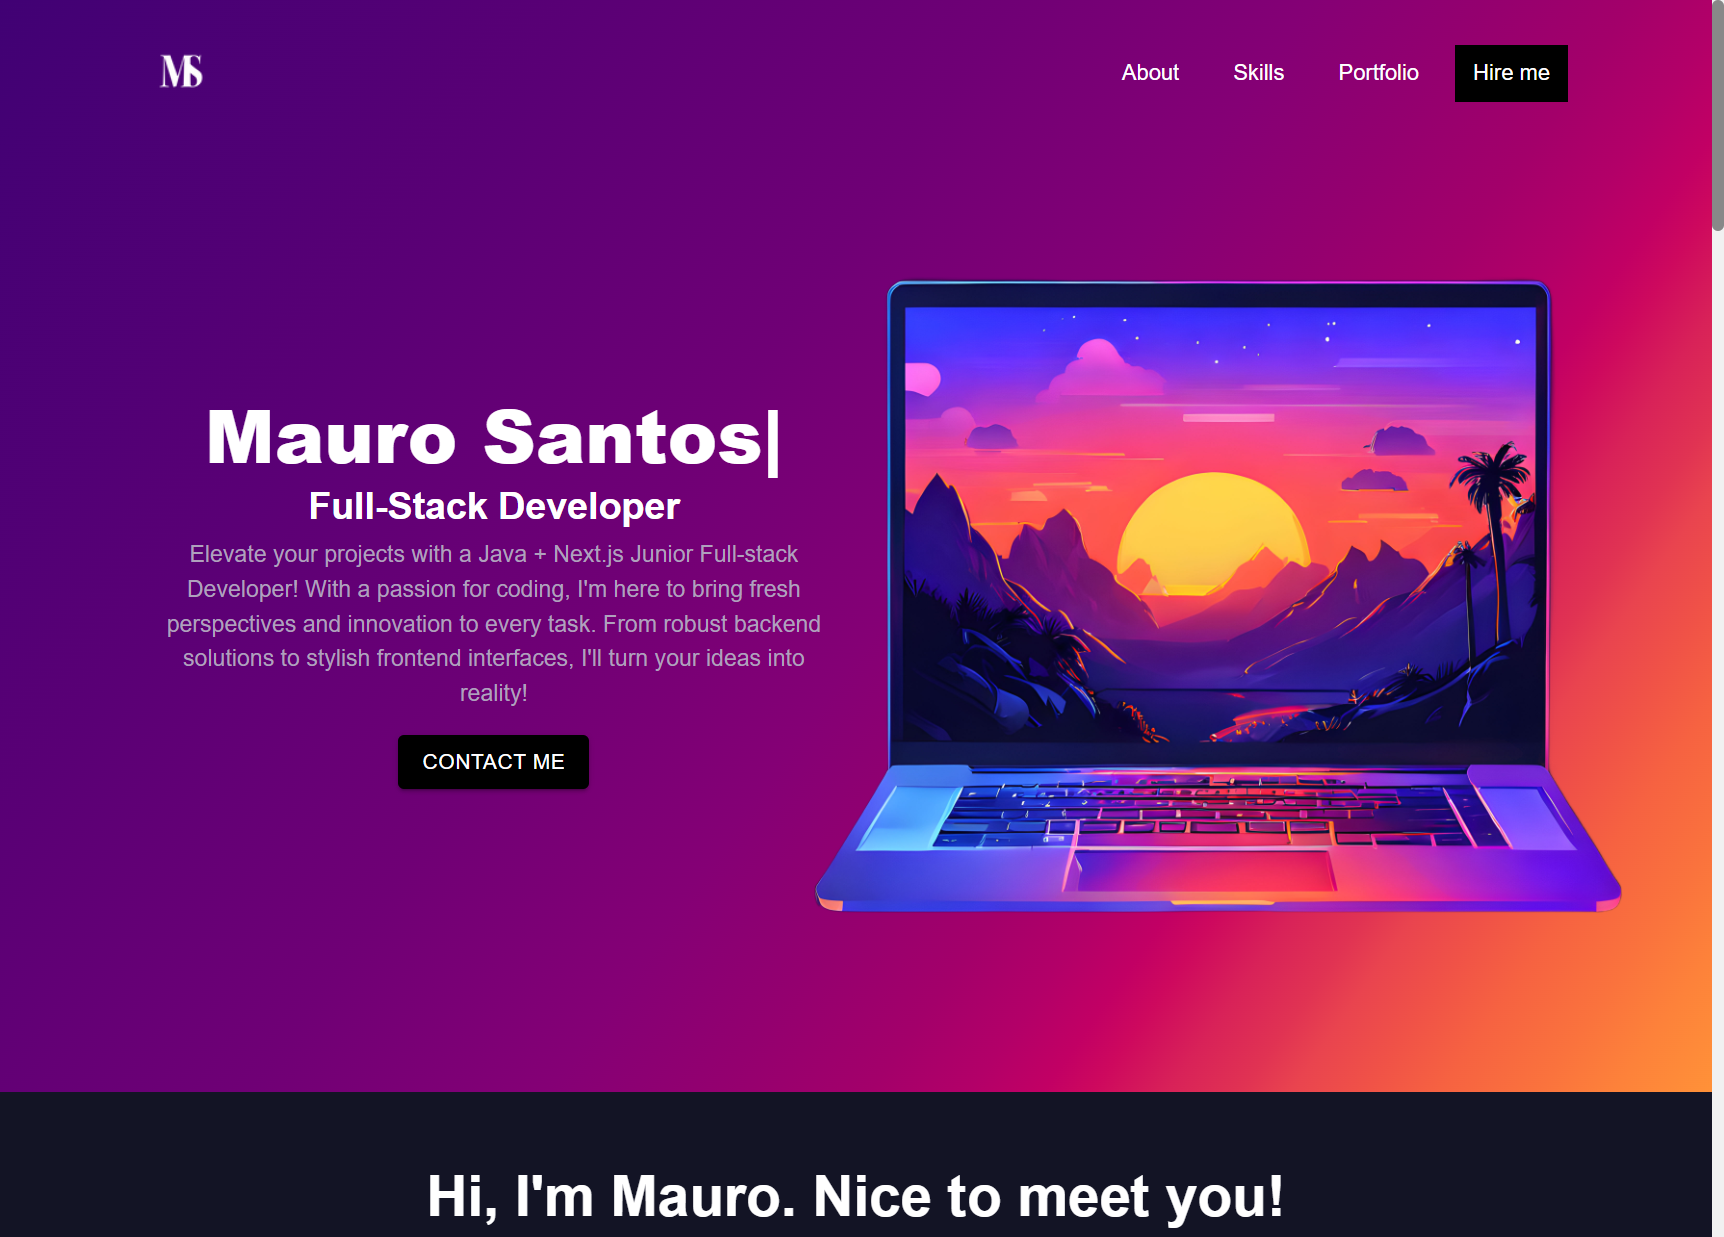 MS
About
Skills
Portfolio
Hire me
Mauro Santos|
Full-Stack Developer
Elevate your projects with a Java + Next.js Junior Full-stack
Developer! With a passion for coding, I'm here to bring fresh
perspectives and innovation to every task. From robust backend
solutions to stylish frontend interfaces, I'll turn your ideas into
reality!
CONTACT ME
Hi, I'm Mauro. Nice to meet you!